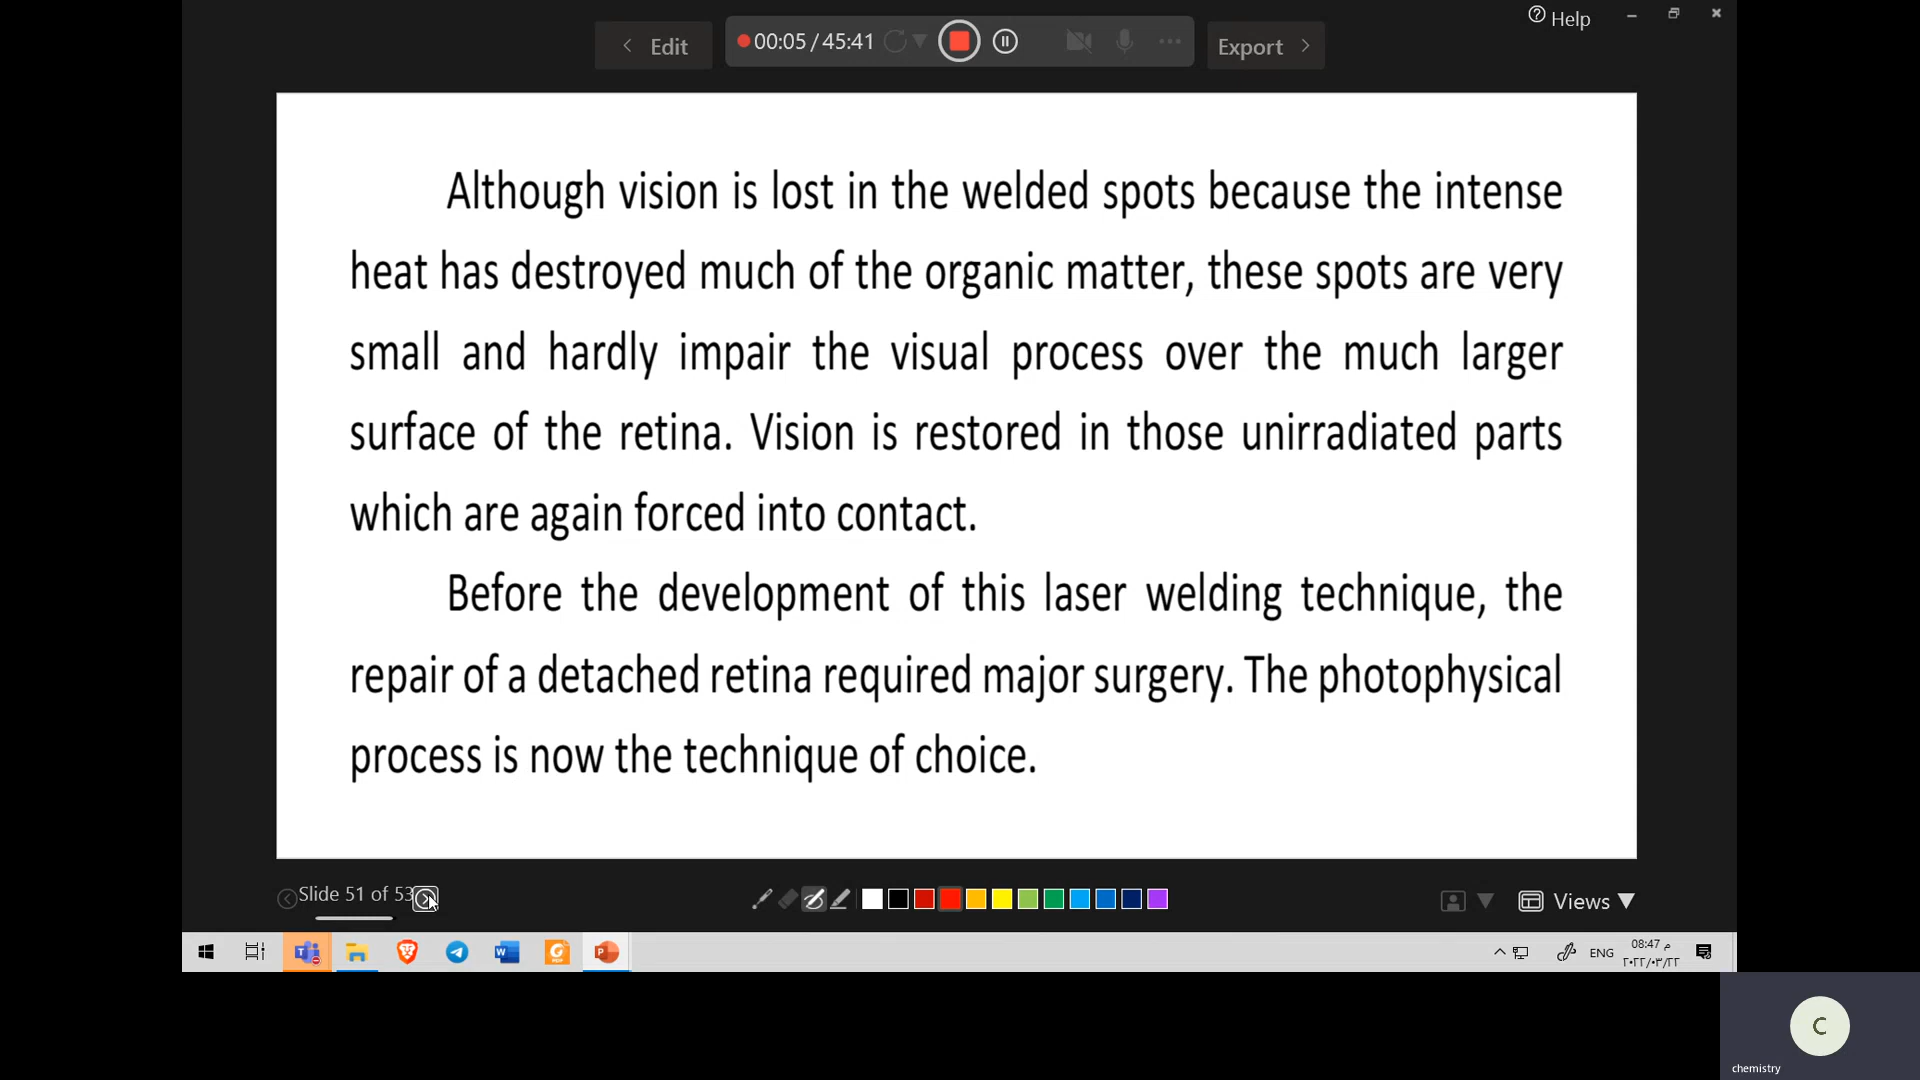 Help
Edit
00:05 / 45:41
Export
Although vision is lost in the welded spots because the intense
heat has destroyed much of the organic matter, these spots are very
small and hardly impair the visual process over the much larger
surface of the retina. Vision is restored in those unirradiated parts
which are again forced into contact.
Before the development of this laser welding technique, the
repair of a detached retina required major surgery. The photophysical
process is now the technique of choice.
Slide 51 of 53
Views
ENG
08:47 م
٢٠٢٢/٠٣/٢٢
C
chemistry